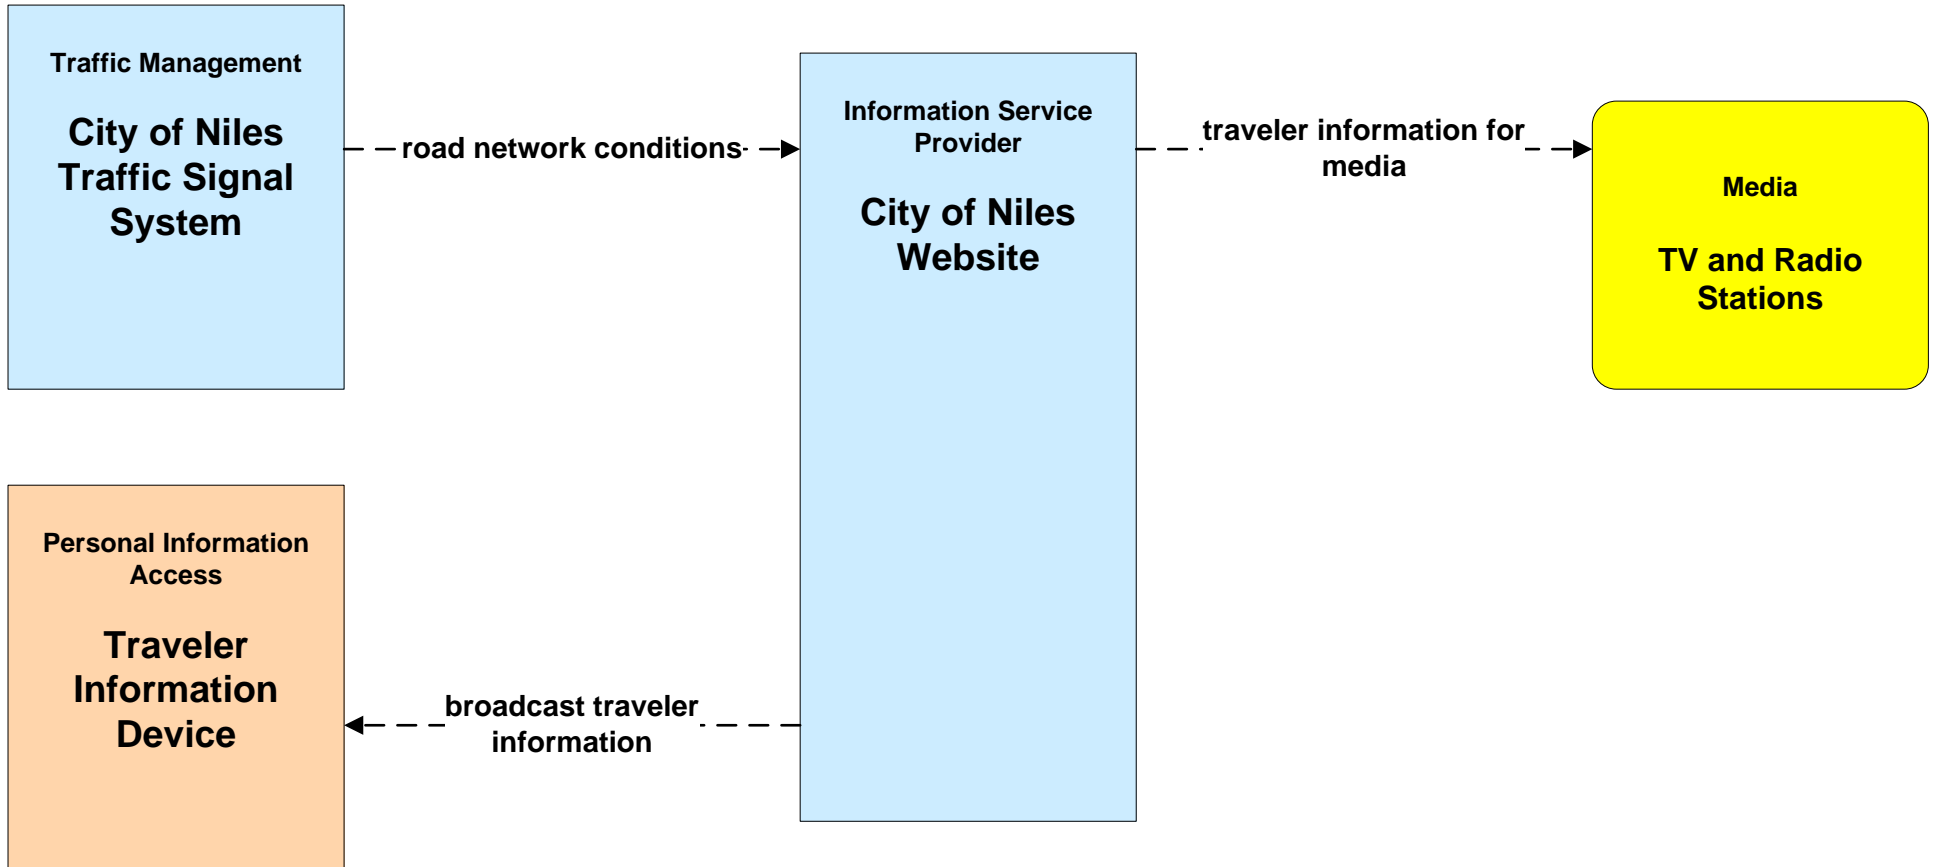 Traffic Management
City of Niles
Traffic Signal
System
road network conditions
Information Service
Provider
City of Niles
Website
traveler information for
media
Media
TV and Radio
Stations
Personal Information
Access
Traveler
Information
Device
broadcast traveler
information